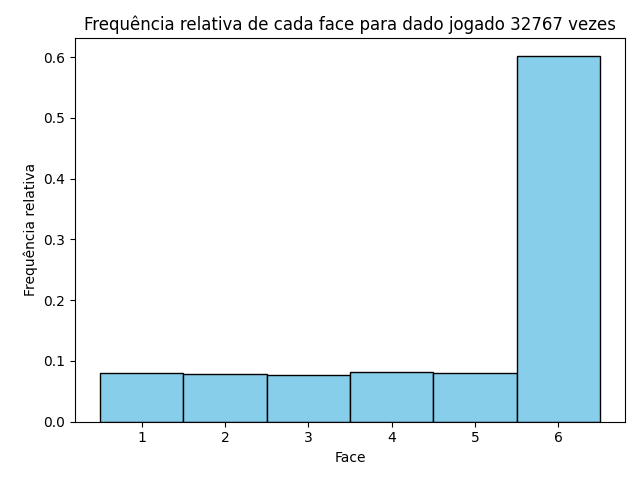 Frequência relativa de cada face para dado jogado 32767 vezes
0.6
0.5
0.4
0.3
0.2
0.1
0.0
Frequência relativa
1 2 3 4 5 6
Face